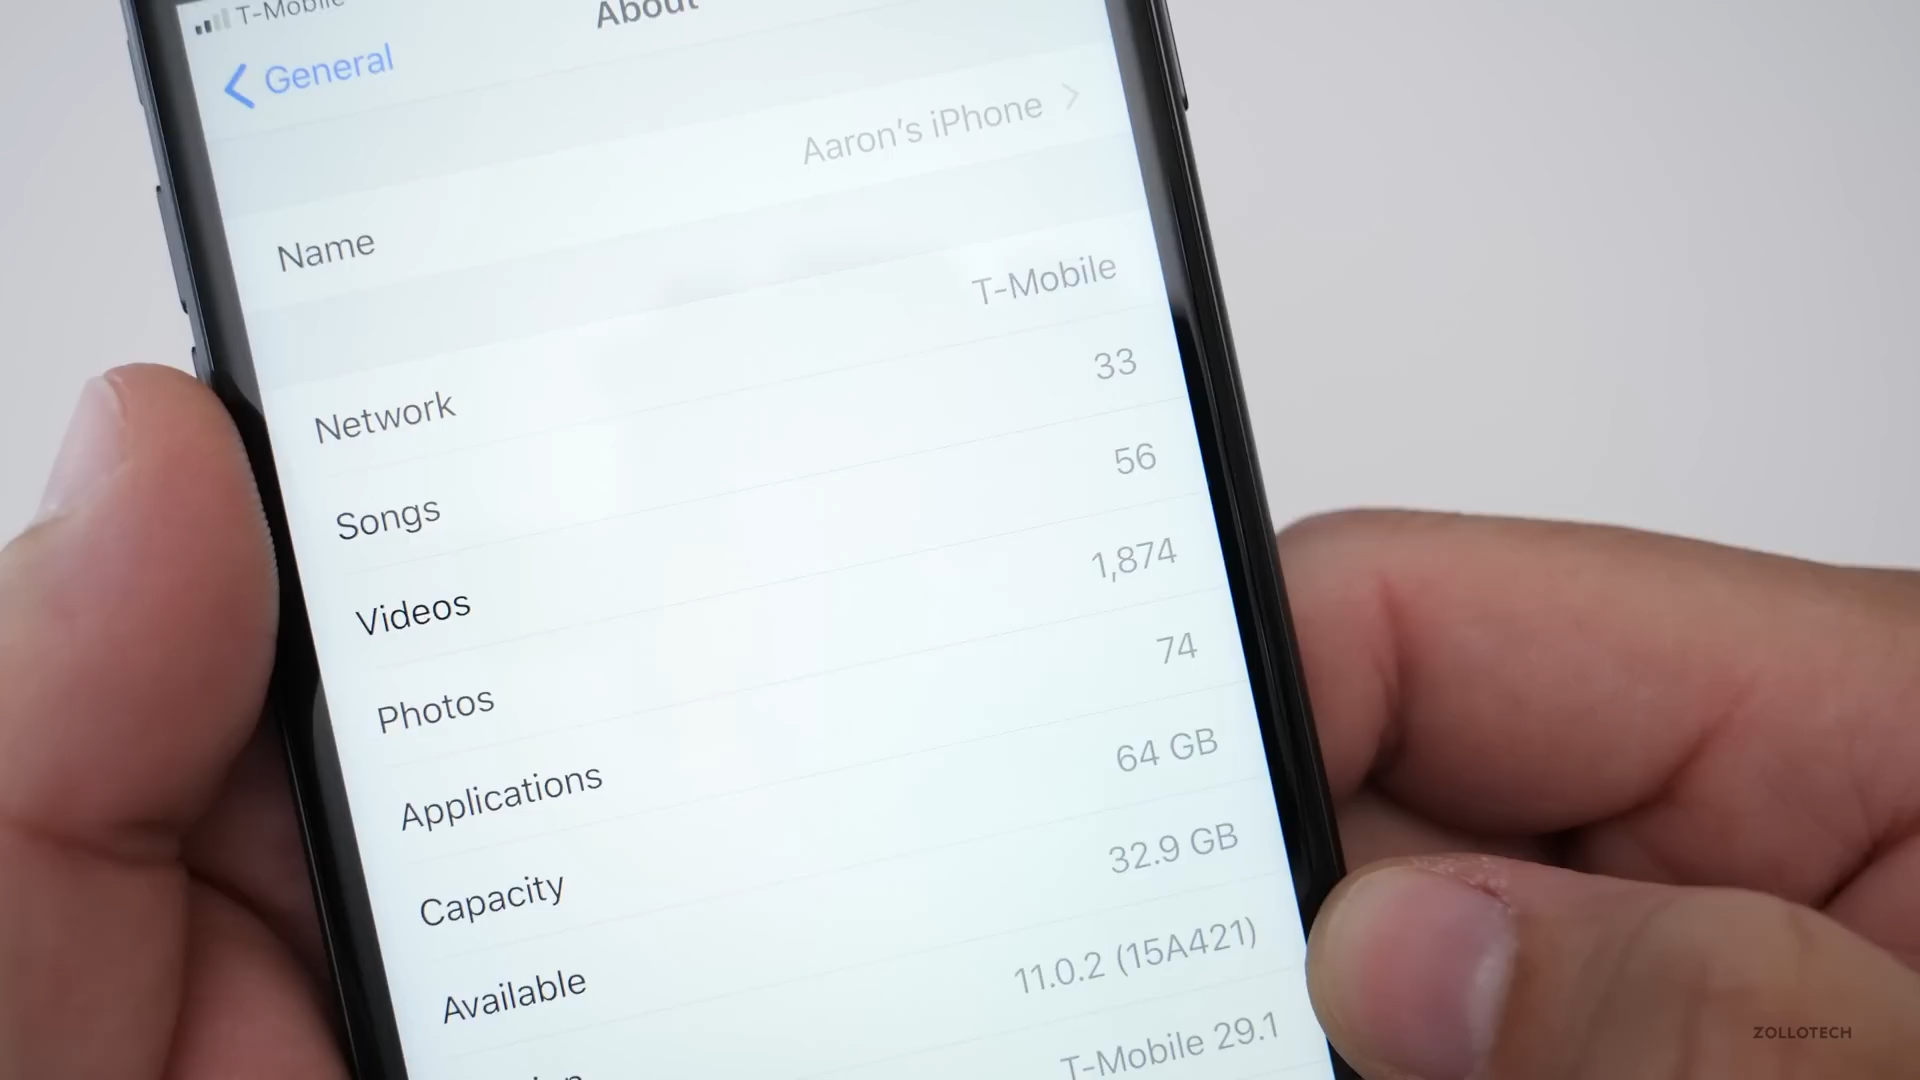 T-Mobile
About
General
Aaron's iPhone
Name
T-Mobile
Network
33
Songs
56
Videos
1,874
Photos
74
Applications
64 GB
Capacity
32.9 GB
Available
11.0.2 (15A421)
T-Mobile 29.1
ZOLLOTECH